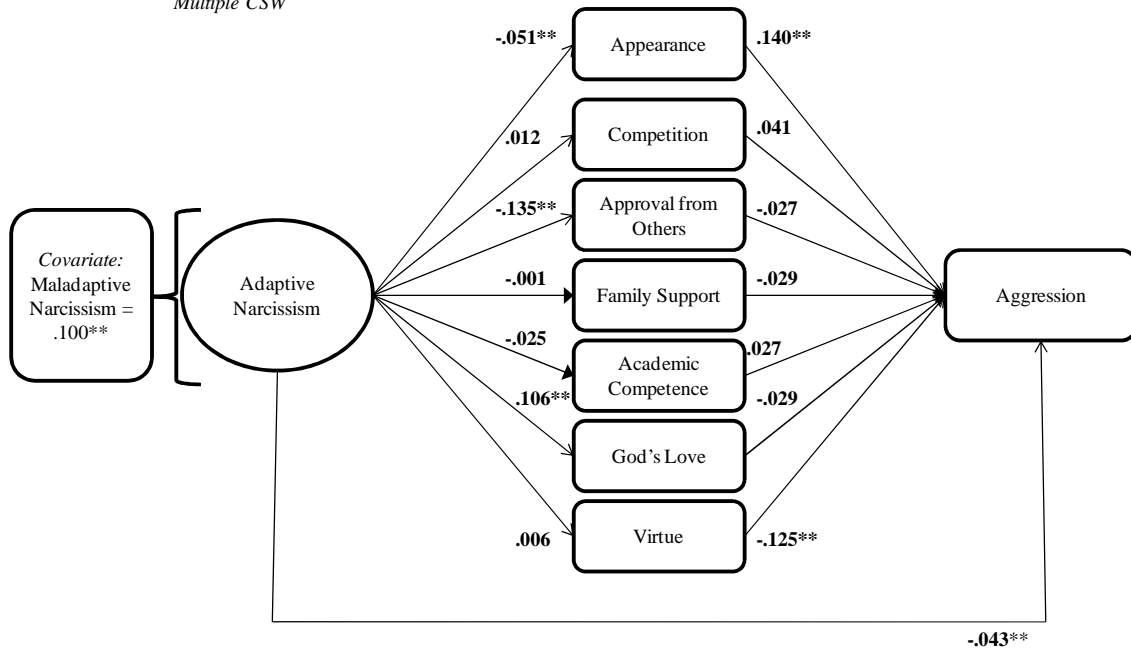 Multiple CSW
-.051**
Appearance
.140**
.012
Competition
.041
-.135**
Approval from
Others
-.027
Covariate:
Maladaptive
Narcissism =
.100**
Adaptive
Narcissism
-.001
Family Support
-.029
Aggression
-.025
Academic
Competence
.027
.106**
God's Love
-.029
.006
Virtue
-.125**
-.043**